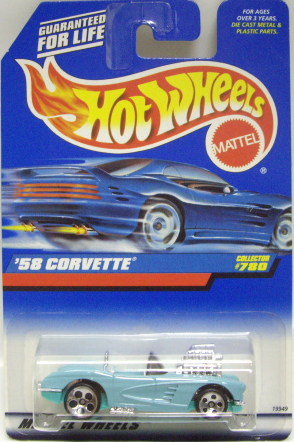 GUARANTEED
FOR LIFE
FOR AGES
OVER 3 YEARS.
DIE CAST METAL &
PLASTIC PARTS.
HOT WHEELS
MATTEL
®
'58 CORVETTE®
COLLECTOR
#780
WHEELS